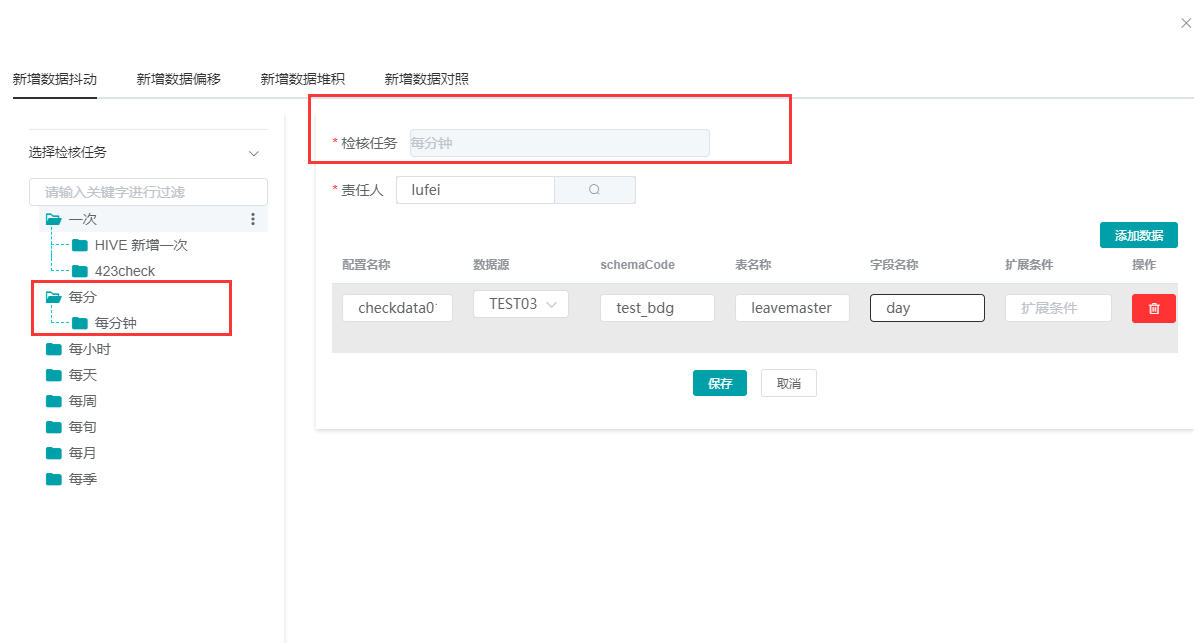 新增数据抖动 新增数据偏移 新增数据堆积 新增数据对照
选择检核任务
请输入关键字进行过滤
一次
HIVE 新增一次
423check
每分
每分钟
每小时
每天
每周
每旬
每月
每季
* 检核任务 每分钟
* 责任人 lufei
添加数据
配置名称 数据源 schemaCode 表名称 字段名称 扩展条件 操作
checkdata0 TEST03 test_bdg leavemaster day 扩展条件
保存 取消